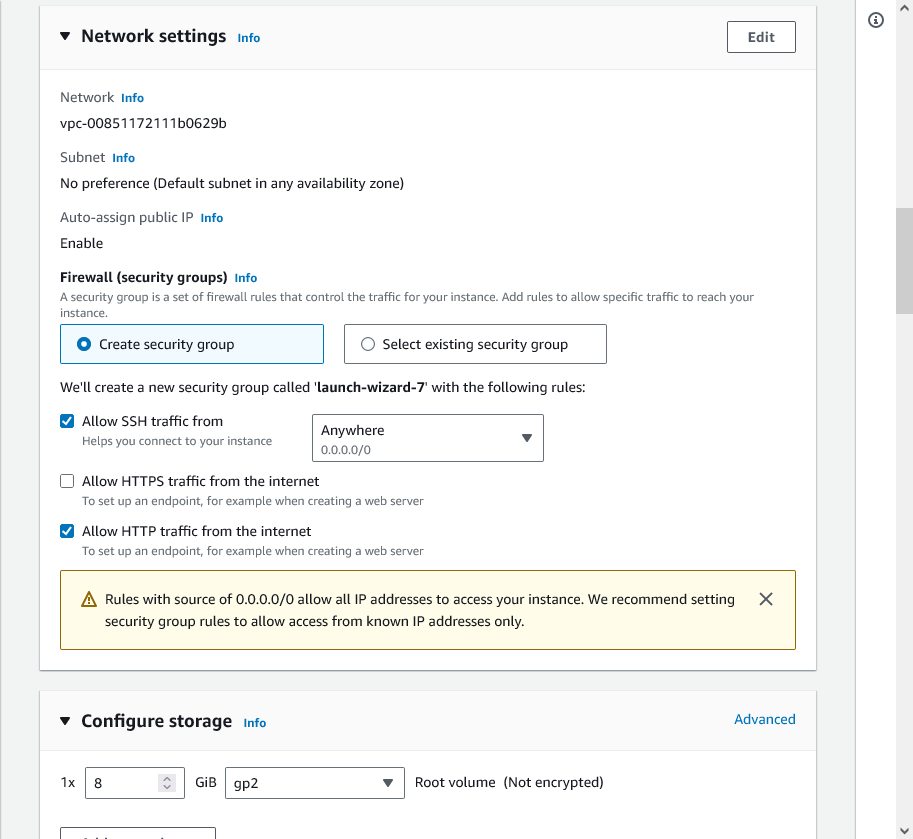 Network settings Info
Edit
Network Info
vpc-00851172111b0629b
Subnet Info
No preference (Default subnet in any availability zone)
Auto-assign public IP Info
Enable
Firewall (security groups) Info
A security group is a set of firewall rules that control the traffic for your instance. Add rules to allow specific traffic to reach your
instance.
Create security group
Select existing security group
We'll create a new security group called 'launch-wizard-7' with the following rules:
Allow SSH traffic from
Helps you connect to your instance
Anywhere
0.0.0.0/0
Allow HTTPS traffic from the internet
To set up an endpoint, for example when creating a web server
Allow HTTP traffic from the internet
To set up an endpoint, for example when creating a web server
Rules with source of 0.0.0.0/0 allow all IP addresses to access your instance. We recommend setting
security group rules to allow access from known IP addresses only.
Configure storage Info
Advanced
1x 8 GiB gp2 Root volume (Not encrypted)